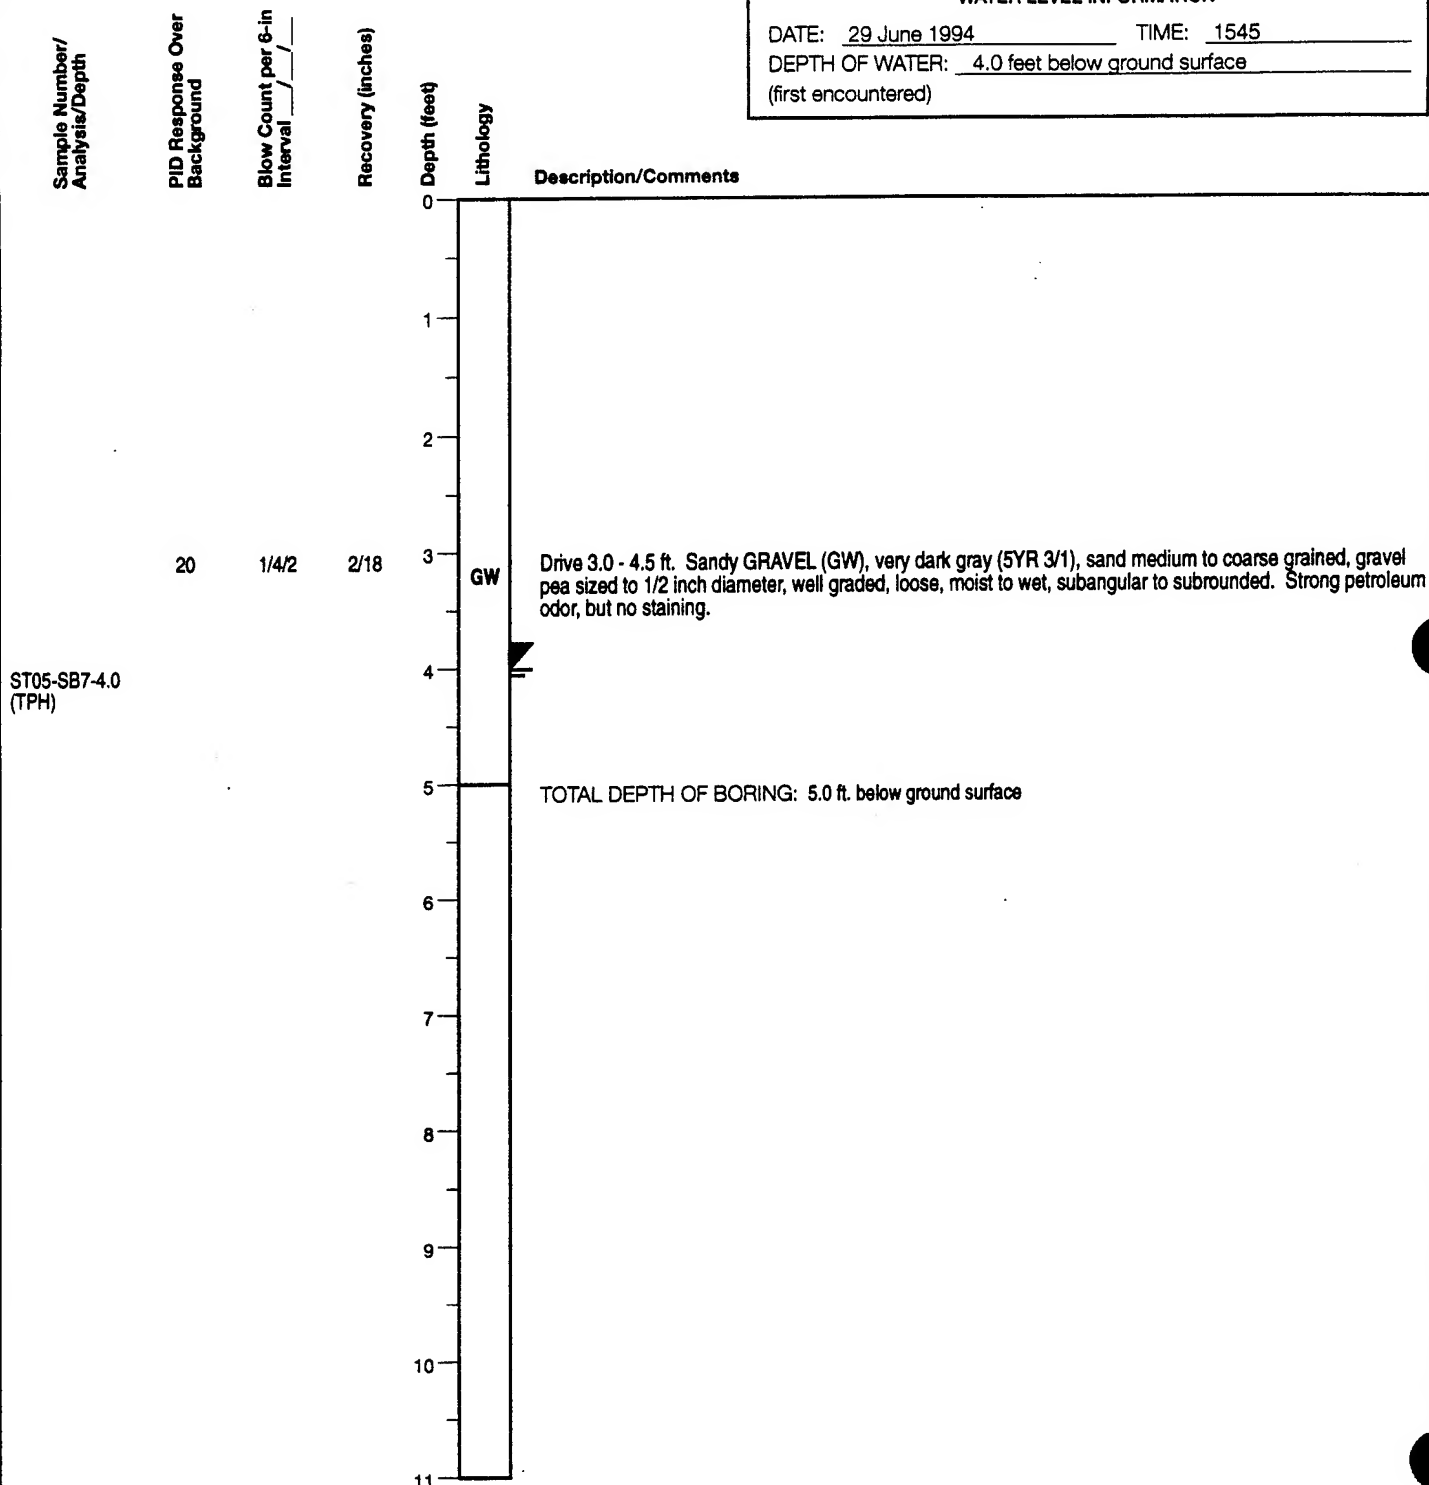 WATER LEVEL INFORMATION
DATE: 29 June 1994 TIME: 1545
DEPTH OF WATER: 4.0 feet below ground surface
(first encountered)
Sample Number/
Analysis/Depth
PID Response Over
Background
Blow Count per 6-in
Interval __/__/__
Recovery (inches)
Depth (feet)
Lithology
Description/Comments
0
1
2
20 1/4/2 2/18 3 GW Drive 3.0 - 4.5 ft. Sandy GRAVEL (GW), very dark gray (5YR 3/1), sand medium to coarse grained, gravel
pea sized to 1/2 inch diameter, well graded, loose, moist to wet, subangular to subrounded. Strong petroleum
odor, but no staining.
4
ST05-SB7-4.0
(TPH)
5 TOTAL DEPTH OF BORING: 5.0 ft. below ground surface
6
7
8
9
10
11